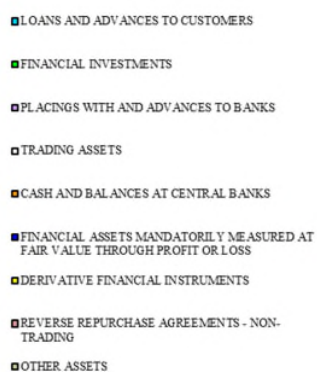 LOANS AND ADVANCES TO CUSTOMERS
FINANCIAL INVESTMENTS
PLACINGS WITH AND ADVANCES TO BANKS
TRADING ASSETS
CASH AND BALANCES AT CENTRAL BANKS
FINANCIAL ASSETS MANDATORILY MEASURED AT
FAIR VALUE THROUGH PROFIT OR LOSS
DERIVATIVE FINANCIAL INSTRUMENTS
REVERSE REPURCHASE AGREEMENTS - NON-
TRADING
OTHER ASSETS